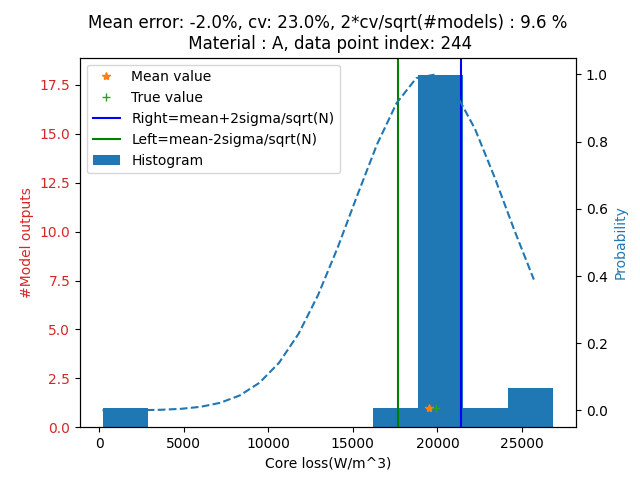 Mean error: -2.0%, cv: 23.0%, 2*cv/sqrt(#models) : 9.6 %
Material : A, data point index: 244
Mean value
True value
Right=mean+2sigma/sqrt(N)
Left=mean-2sigma/sqrt(N)
Histogram
17.5
15.0
12.5
10.0
7.5
5.0
2.5
0.0
#Model outputs
1.0
0.8
0.6
0.4
0.2
0.0
Probability
0 5000 10000 15000 20000 25000
Core loss(W/m^3)